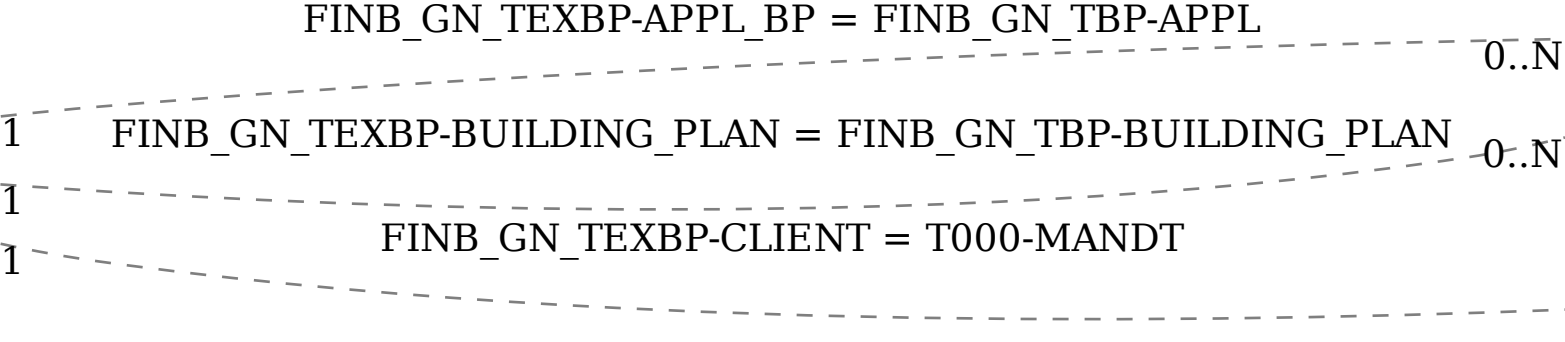 FINB_GN_TEXBP-APPL_BP = FINB_GN_TBP-APPL
0..N
1
FINB_GN_TEXBP-BUILDING_PLAN = FINB_GN_TBP-BUILDING_PLAN
0..N
1
FINB_GN_TEXBP-CLIENT = T000-MANDT
1